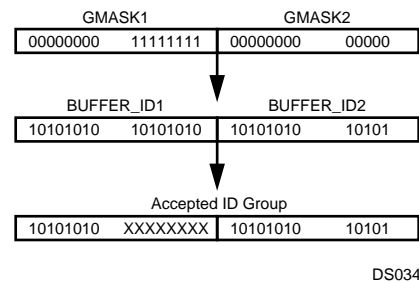 GMASK1 GMASK2
00000000 11111111 00000000 00000
BUFFER_ID1 BUFFER_ID2
10101010 10101010 10101010 10101
Accepted ID Group
10101010 XXXXXXXX 10101010 10101
DS034